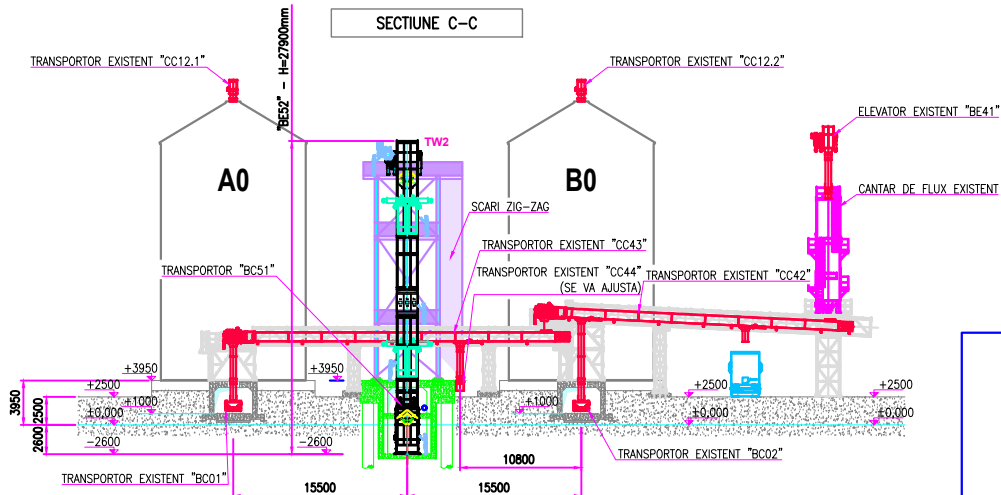 SECTIUNE C-C
TRANSPORTOR EXISTENT "CC12.1"
"BE52" - H=27900mm
TRANSPORTOR EXISTENT "CC12.2"
ELEVATOR EXISTENT "BE41"
TW2
A0
B0
CANTAR DE FLUX EXISTENT
SCARI ZIG-ZAG
TRANSPORTOR EXISTENT "CC43"
TRANSPORTOR "BC51"
TRANSPORTOR EXISTENT "CC44"
(SE VA AJUSTA)
TRANSPORTOR EXISTENT "CC42"
+3950
+3950
+2500
+1000
+0,000
-2600
-2600
3950
2500
2600
+1000
+2500
+0,000
+2500
+0,000
10800
TRANSPORTOR EXISTENT "BC02"
TRANSPORTOR EXISTENT "BC01"
15500
15500